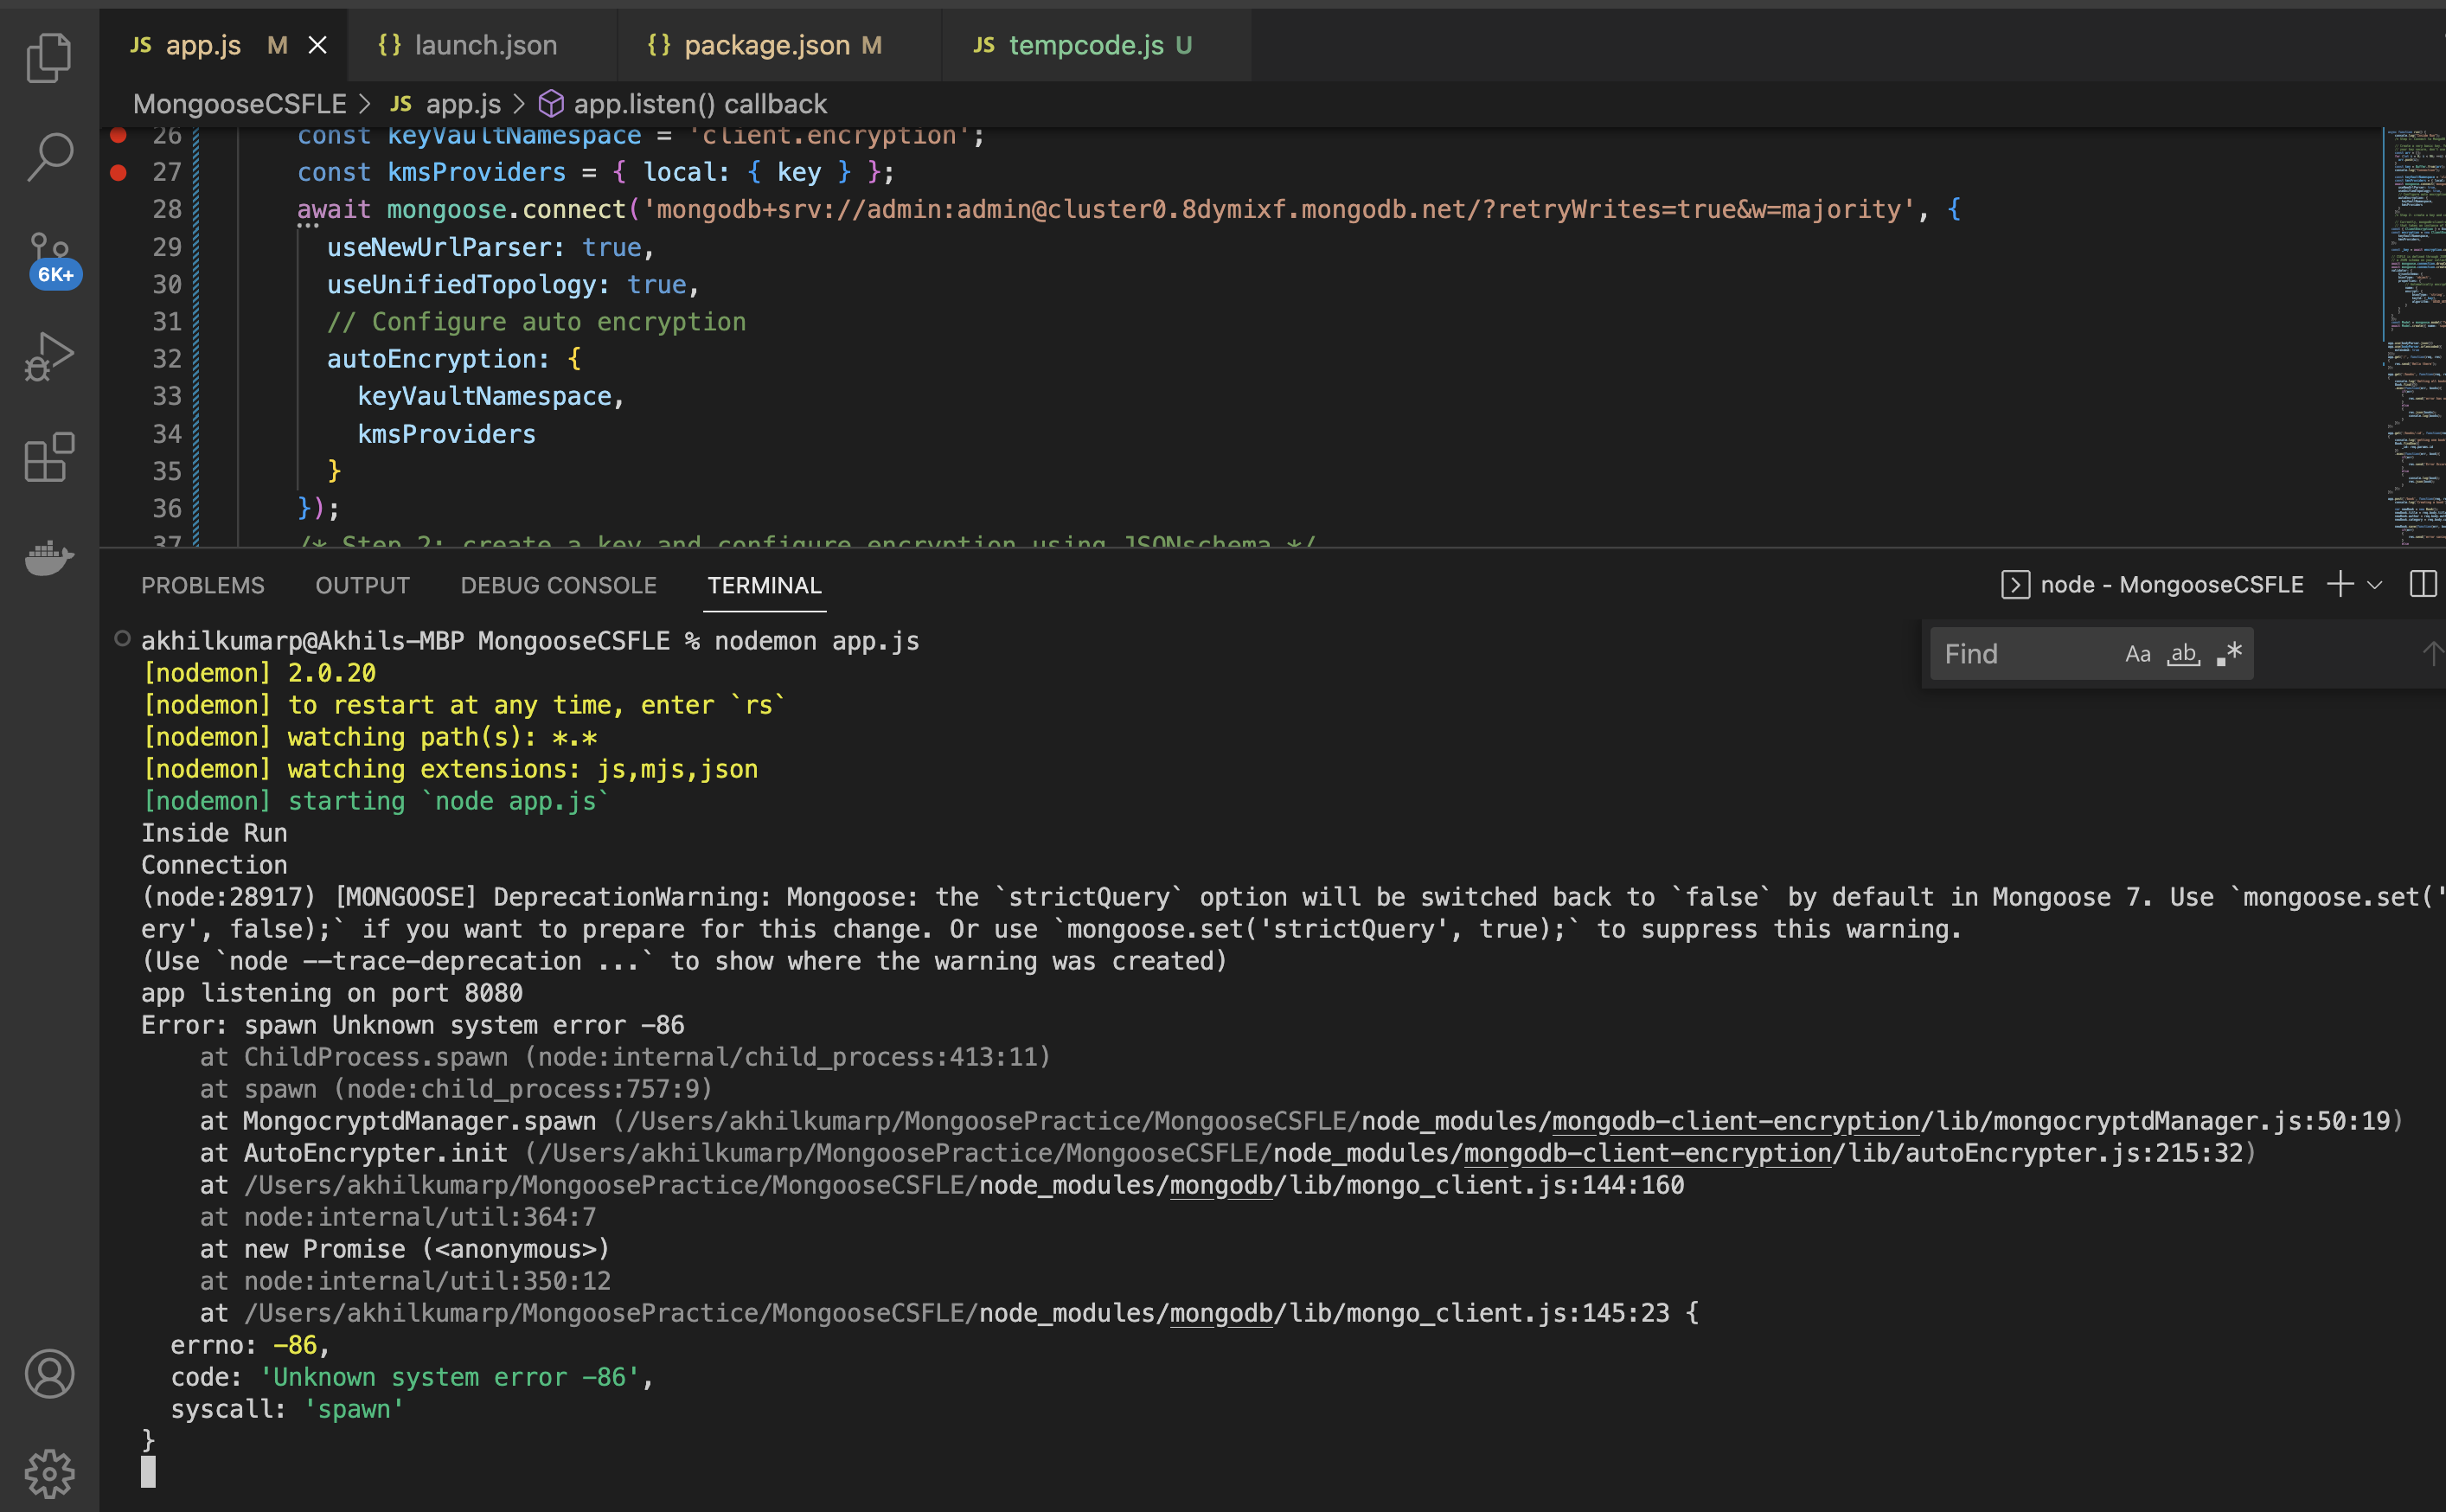 JS app.js M
{} launch.json
{} package.json M
JS tempcode.js U
MongooseCSFLE > JS app.js > app.listen() callback
6K+
26 const keyVaultNamespace = 'client.encryption';
27 const kmsProviders = { local: { key } };
28 await mongoose.connect('mongodb+srv://admin:admin@cluster0.8dymixf.mongodb.net/?retryWrites=true&w=majority', {
29 useNewUrlParser: true,
30 useUnifiedTopology: true,
31 // Configure auto encryption
32 autoEncryption: {
33 keyVaultNamespace,
34 kmsProviders
35 }
36 });
37 /* Step 2: create a key and configure encryption using JSONschema */
PROBLEMS OUTPUT DEBUG CONSOLE TERMINAL
node - MongooseCSFLE
Find Aa ab .*
akhilkumarp@Akhils-MBP MongooseCSFLE % nodemon app.js
[nodemon] 2.0.20
[nodemon] to restart at any time, enter `rs`
[nodemon] watching path(s): *.*
[nodemon] watching extensions: js,mjs,json
[nodemon] starting `node app.js`
Inside Run
Connection
(node:28917) [MONGOOSE] DeprecationWarning: Mongoose: the `strictQuery` option will be switched back to `false` by default in Mongoose 7. Use `mongoose.set('
ery', false);` if you want to prepare for this change. Or use `mongoose.set('strictQuery', true);` to suppress this warning.
(Use `node --trace-deprecation ...` to show where the warning was created)
app listening on port 8080
Error: spawn Unknown system error -86
at ChildProcess.spawn (node:internal/child_process:413:11)
at spawn (node:child_process:757:9)
at MongocryptdManager.spawn (/Users/akhilkumarp/MongoosePractice/MongooseCSFLE/node_modules/mongodb-client-encryption/lib/mongocryptdManager.js:50:19)
at AutoEncrypter.init (/Users/akhilkumarp/MongoosePractice/MongooseCSFLE/node_modules/mongodb-client-encryption/lib/autoEncrypter.js:215:32)
at /Users/akhilkumarp/MongoosePractice/MongooseCSFLE/node_modules/mongodb/lib/mongo_client.js:144:160
at node:internal/util:364:7
at new Promise (<anonymous>)
at node:internal/util:350:12
at /Users/akhilkumarp/MongoosePractice/MongooseCSFLE/node_modules/mongodb/lib/mongo_client.js:145:23 {
errno: -86,
code: 'Unknown system error -86',
syscall: 'spawn'
}